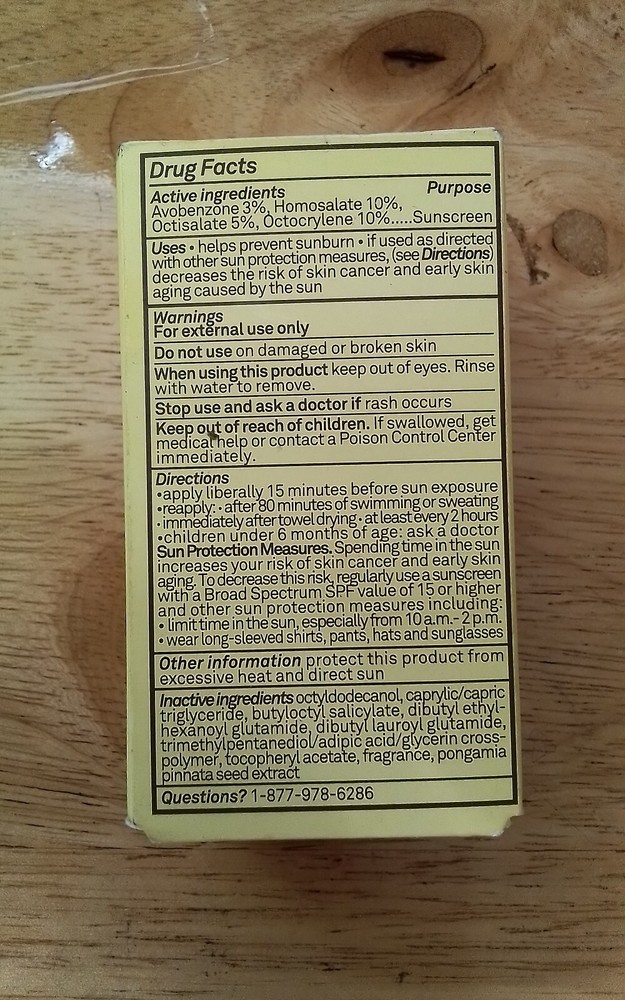 Drug Facts
Active ingredients Purpose
Avobenzone 3%, Homosalate 10%,
Octisalate 5%, Octocrylene 10%.....Sunscreen
Uses • helps prevent sunburn • if used as directed
with other sun protection measures, (see Directions)
decreases the risk of skin cancer and early skin
aging caused by the sun
Warnings
For external use only
Do not use on damaged or broken skin
When using this product keep out of eyes. Rinse
with water to remove.
Stop use and ask a doctor if rash occurs
Keep out of reach of children. If swallowed, get
medical help or contact a Poison Control Center
immediately.
Directions
•apply liberally 15 minutes before sun exposure
•reapply: • after 80 minutes of swimming or sweating
• immediately after towel drying • at least every 2 hours
•children under 6 months of age: ask a doctor
Sun Protection Measures. Spending time in the sun
increases your risk of skin cancer and early skin
aging. To decrease this risk, regularly use a sunscreen
with a Broad Spectrum SPF value of 15 or higher
and other sun protection measures including:
• limit time in the sun, especially from 10 a.m.-2 p.m.
• wear long-sleeved shirts, pants, hats and sunglasses
Other information protect this product from
excessive heat and direct sun
Inactive ingredients octyldodecanol, caprylic/capric
triglyceride, butyloctyl salicylate, dibutyl ethyl-
hexanoyl glutamide, dibutyl lauroyl glutamide,
trimethylpentanediol/adipic acid/glycerin cross-
polymer, tocopheryl acetate, fragrance, pongamia
pinnata seed extract
Questions? 1-877-978-6286